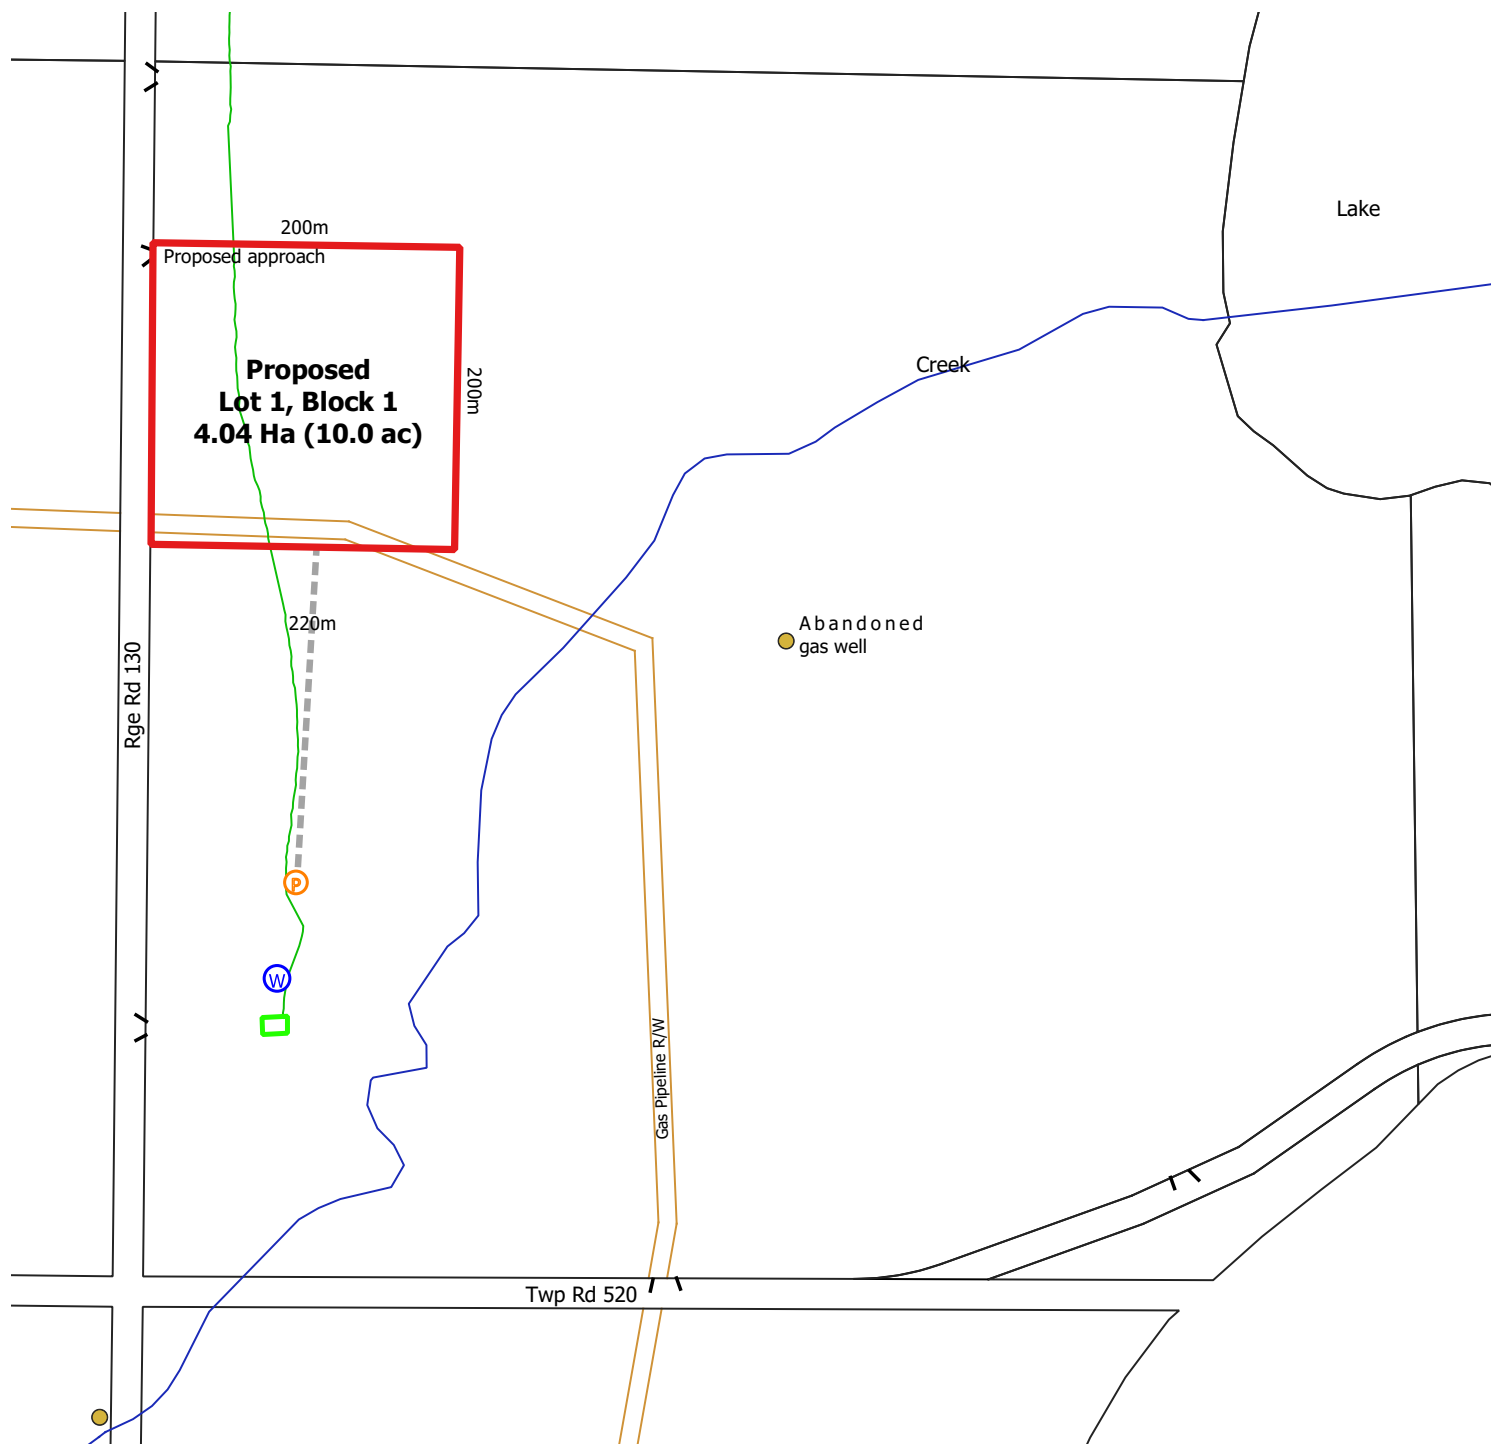 200m
Lake
Proposed approach
Proposed
Lot 1, Block 1
4.04 Ha (10.0 ac)
200m
Creek
220m
Abandoned
gas well
Rge Rd 130
P
W
Gas Pipeline R/W
Twp Rd 520